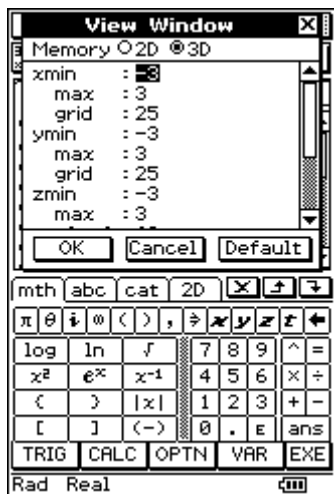 View Window
Memory 2D 3D
xmin : -3
max : 3
grid : 25
ymin : -3
max : 3
grid : 25
zmin : -3
max : 3
OK Cancel Default
mth abc cat 2D
π θ i ∞ ( ) , ⇒ x y z t
log ln √ 7 8 9 ^ =
x² eˣ x⁻¹ 4 5 6 × ÷
( ) |x| 1 2 3 + -
[ ] (-) 0 . E ans
TRIG CALC OPTN VAR EXE
Rad Real